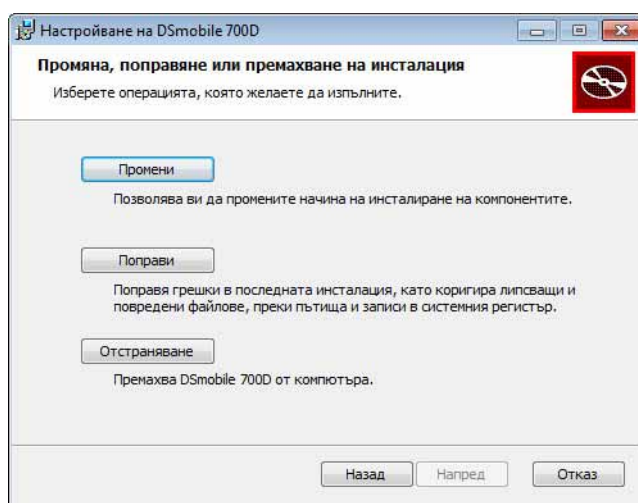 Настройване на DSmobile 700D
Промяна, поправяне или премахване на инсталация
Изберете операцията, която желаете да изпълните.
Промени
Позволява ви да промените начина на инсталиране на компонентите.
Поправи
Поправя грешки в последната инсталация, като коригира липсващи и
повредени файлове, преки пътища и записи в системния регистър.
Отстраняване
Премахва DSmobile 700D от компютъра.
Назад Напред Отказ